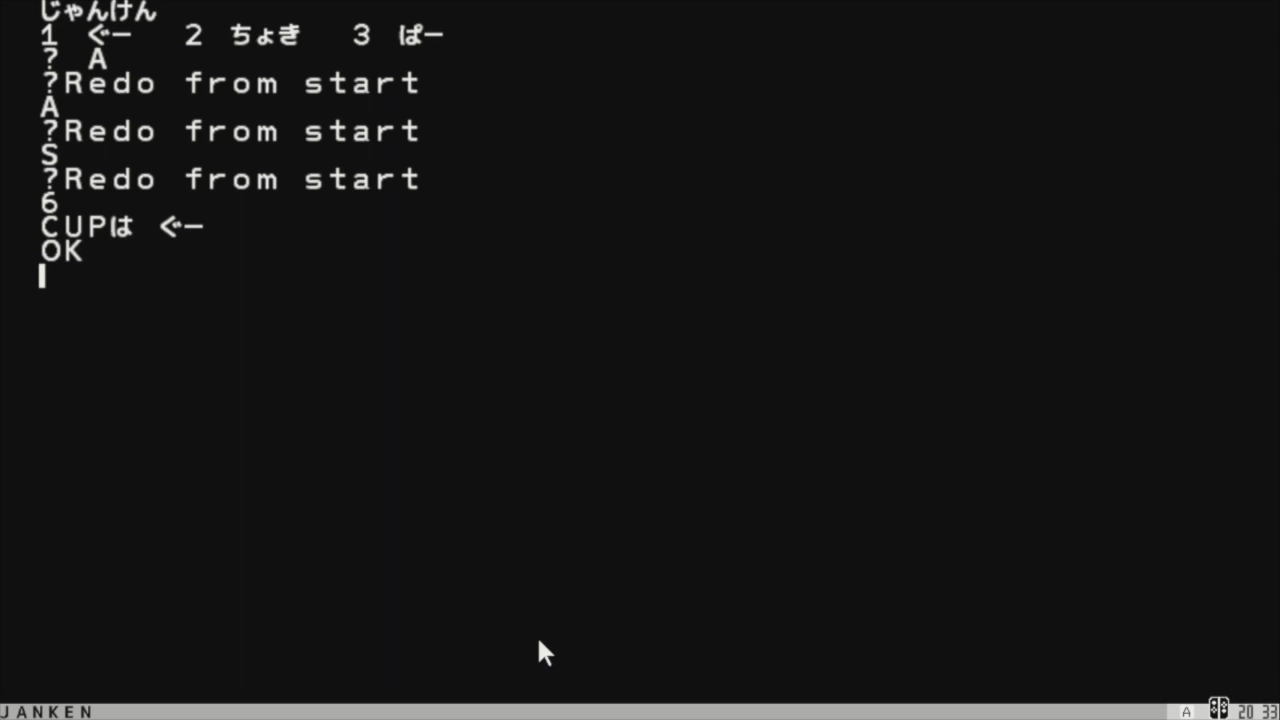 じゃんけん
1 ぐー 2 ちょき 3 ぱー
? A
?Redo from start
A
?Redo from start
S
?Redo from start
6
CUPは ぐー
OK
JANKEN A 20 33